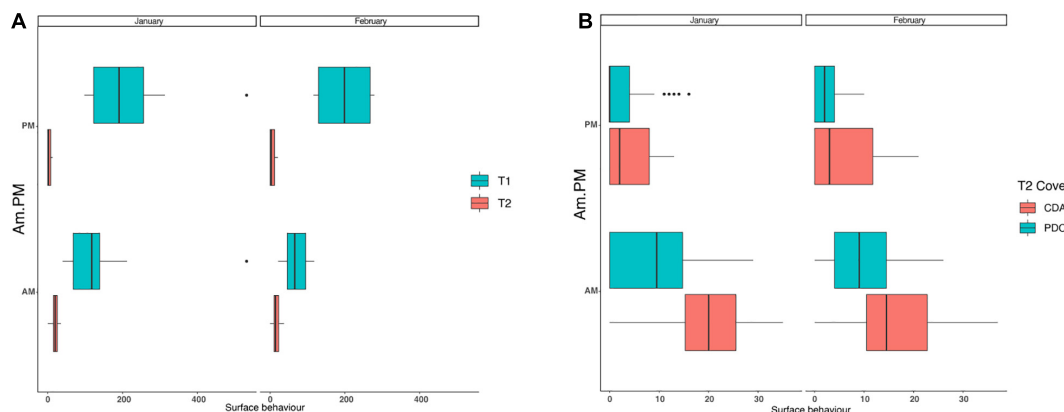 A
January
February
PM
AM
Am.PM
0
200
400
0
200
400
Surface behaviour
T1
T2
B
January
February
PM
AM
Am.PM
0
10
20
30
0
10
20
30
Surface behaviour
T2 Cove
CDA
PDC